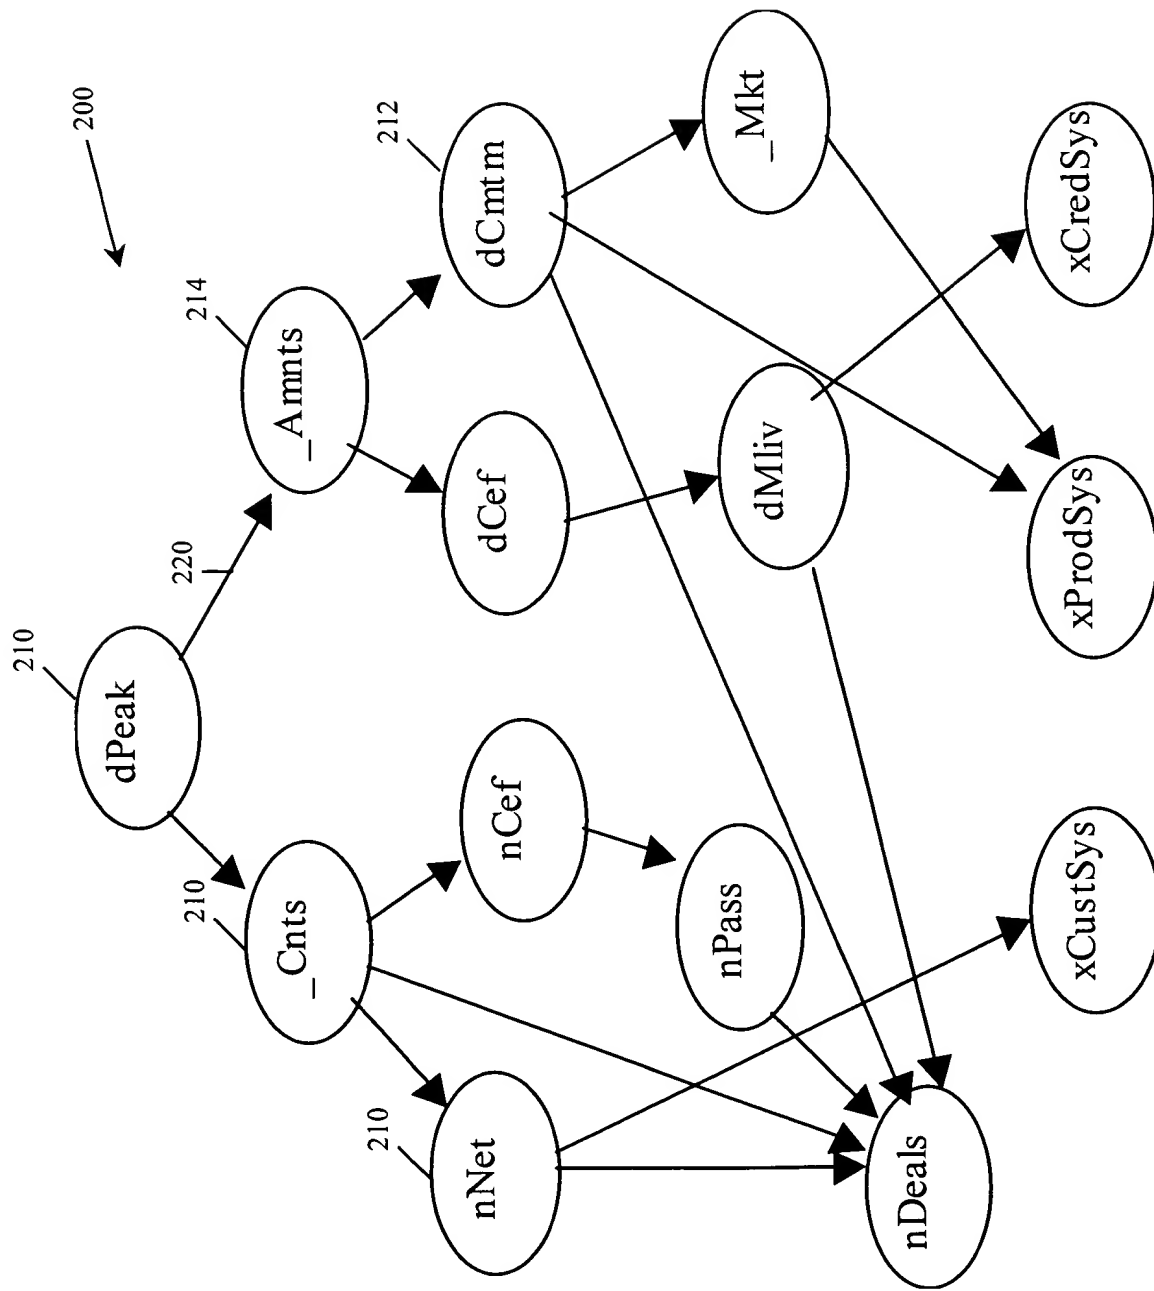 200
210
dPeak
220
214
_Amnts
210
_Cnts
212
dCmtm
dCef
nCef
210
nNet
_Mkt
dMliv
nPass
nDeals
xCustSys
xProdSys
xCredSys